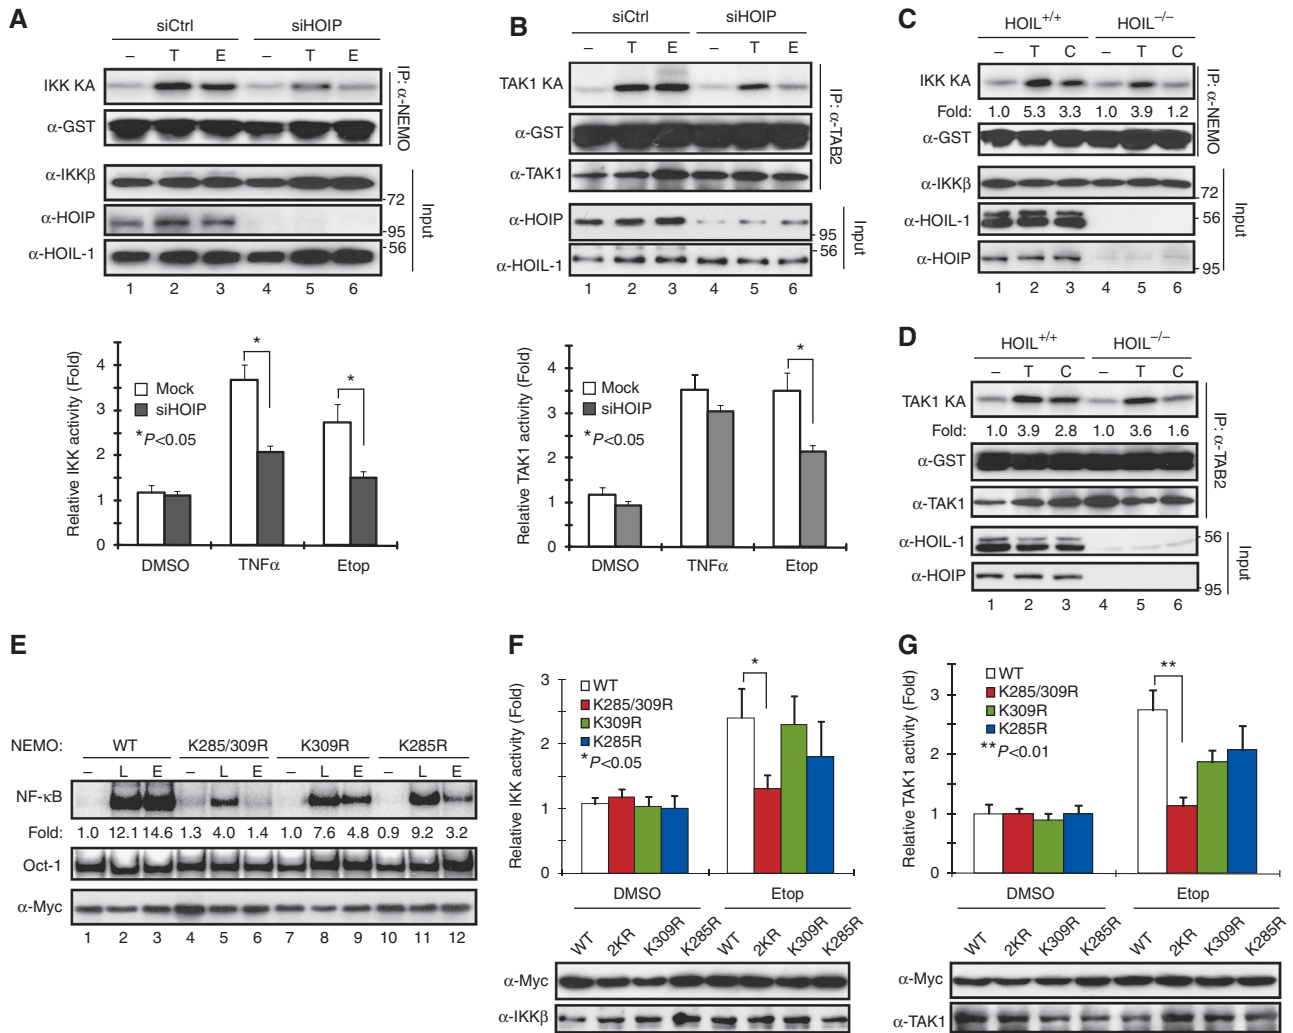 A
siCtrl siHOIP
– T E – T E
IKK KA
α-GST
IP: α-NEMO
α-IKKβ
72
α-HOIP
95
α-HOIL-1
56
Input
1 2 3 4 5 6
Relative IKK activity (Fold)
4
3
2
1
0
Mock
siHOIP
*P<0.05
*
*
DMSO TNFα Etop
B
siCtrl siHOIP
– T E – T E
TAK1 KA
α-GST
α-TAK1
IP: α-TAB2
α-HOIP
95
α-HOIL-1
56
Input
1 2 3 4 5 6
Relative TAK1 activity (Fold)
4
3
2
1
0
Mock
siHOIP
*P<0.05
*
DMSO TNFα Etop
C
HOIL+/+ HOIL–/–
– T C – T C
IKK KA
Fold: 1.0 5.3 3.3 1.0 3.9 1.2
α-GST
IP: α-NEMO
α-IKKβ
72
α-HOIL-1
56
α-HOIP
95
Input
1 2 3 4 5 6
D
HOIL+/+ HOIL–/–
– T C – T C
TAK1 KA
Fold: 1.0 3.9 2.8 1.0 3.6 1.6
α-GST
α-TAK1
IP: α-TAB2
α-HOIL-1
56
α-HOIP
95
Input
1 2 3 4 5 6
E
NEMO: WT K285/309R K309R K285R
– L E – L E – L E – L E
NF-κB
Fold: 1.0 12.1 14.6 1.3 4.0 1.4 1.0 7.6 4.8 0.9 9.2 3.2
Oct-1
α-Myc
1 2 3 4 5 6 7 8 9 10 11 12
F
Relative IKK activity (Fold)
3
2
1
0
WT
K285/309R
K309R
K285R
*P<0.05
*
DMSO Etop
WT 2KR K309R K285R WT 2KR K309R K285R
α-Myc
α-IKKβ
G
Relative TAK1 activity (Fold)
3
2
1
0
WT
K285/309R
K309R
K285R
**P<0.01
**
DMSO Etop
WT 2KR K309R K285R WT 2KR K309R K285R
α-Myc
α-TAK1